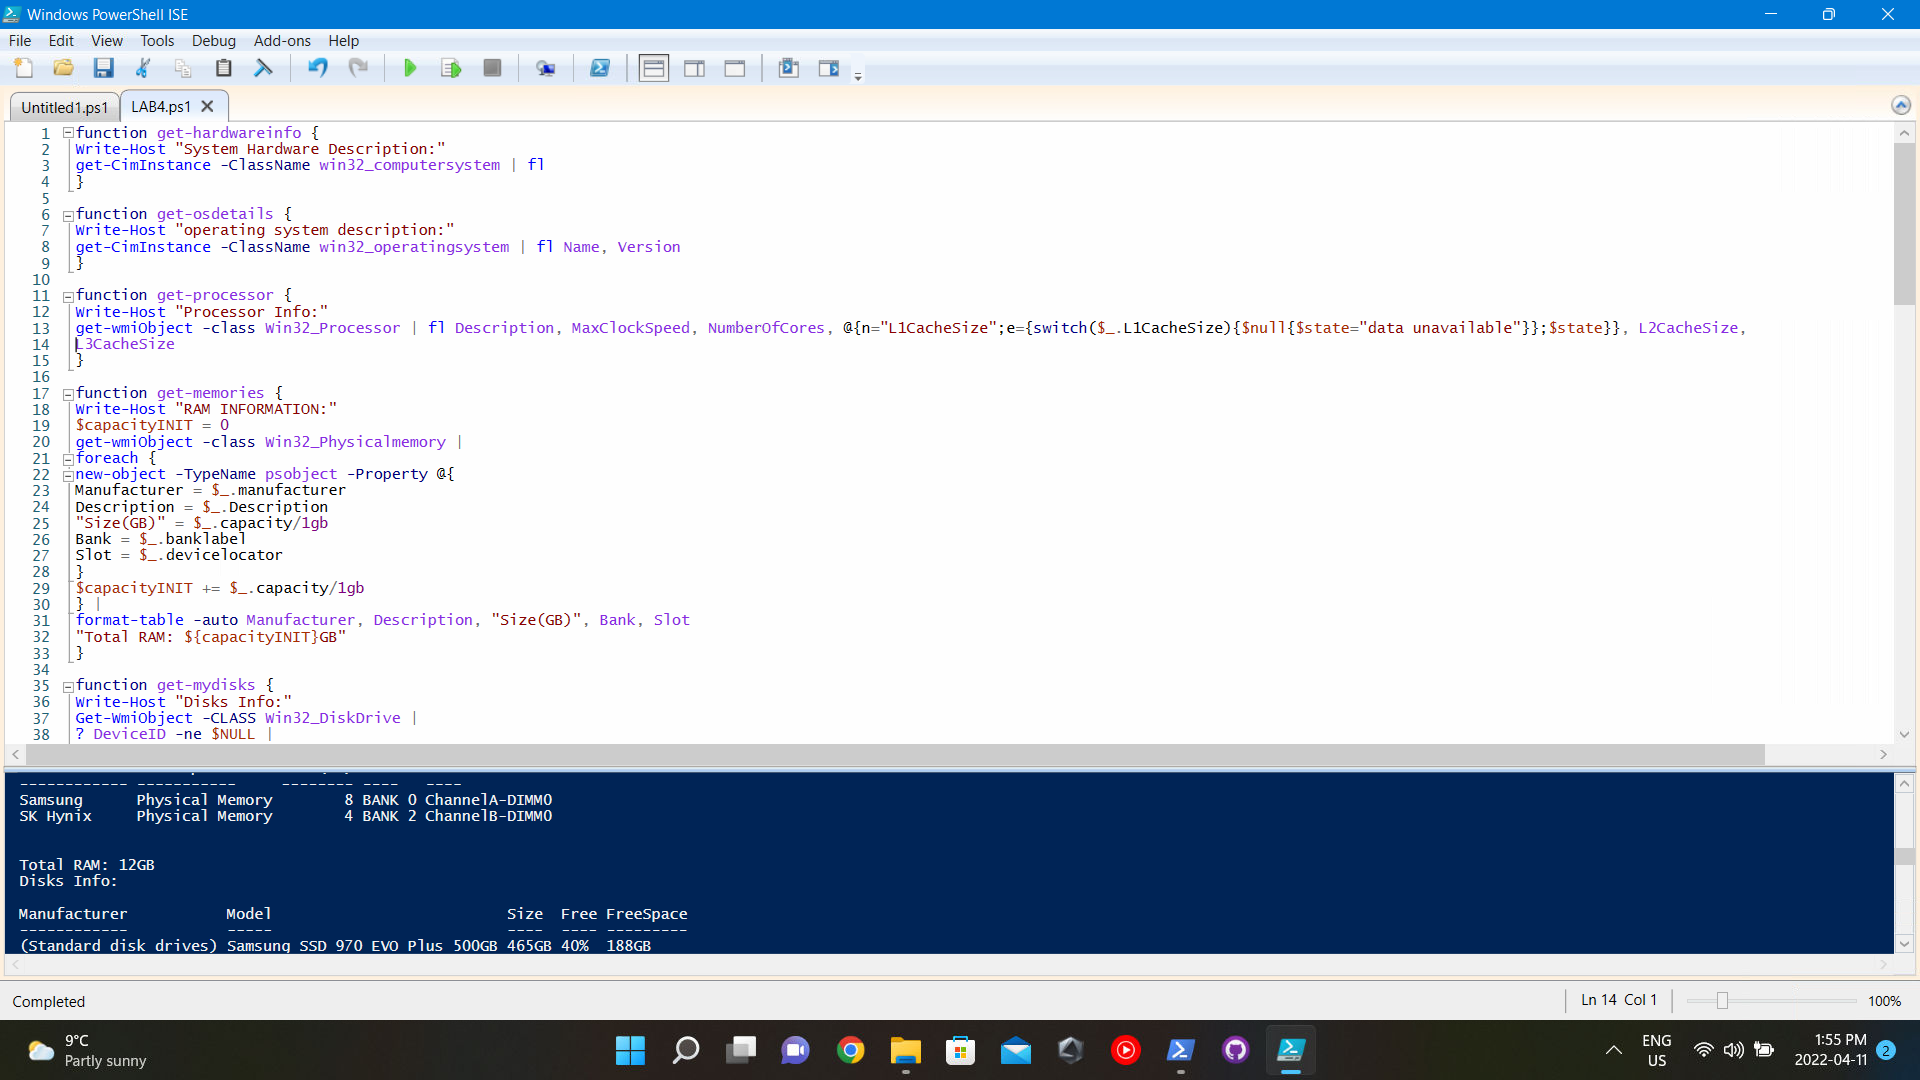 Windows PowerShell ISE
File Edit View Tools Debug Add-ons Help
Untitled1.ps1 LAB4.ps1
1 function get-hardwareinfo {
2 Write-Host "System Hardware Description:"
3 get-CimInstance -ClassName win32_computersystem | fl
4 }
5
6 function get-osdetails {
7 Write-Host "operating system description:"
8 get-CimInstance -ClassName win32_operatingsystem | fl Name, Version
9 }
10
11 function get-processor {
12 Write-Host "Processor Info:"
13 get-wmiObject -class Win32_Processor | fl Description, MaxClockSpeed, NumberOfCores, @{n="L1CacheSize";e={switch($_.L1CacheSize){$null{$state="data unavailable"}};$state}}, L2CacheSize,
14 L3CacheSize
15 }
16
17 function get-memories {
18 Write-Host "RAM INFORMATION:"
19 $capacityINIT = 0
20 get-wmiObject -class Win32_Physicalmemory |
21 foreach {
22 new-object -TypeName psobject -Property @{
23 Manufacturer = $_.manufacturer
24 Description = $_.Description
25 "Size(GB)" = $_.capacity/1gb
26 Bank = $_.banklabel
27 Slot = $_.devicelocator
28 }
29 $capacityINIT += $_.capacity/1gb
30 } |
31 format-table -auto Manufacturer, Description, "Size(GB)", Bank, Slot
32 "Total RAM: ${capacityINIT}GB"
33 }
34
35 function get-mydisks {
36 Write-Host "Disks Info:"
37 Get-WmiObject -CLASS Win32_DiskDrive |
38 ? DeviceID -ne $NULL |
------------ ----------- -------- ---- ----
Samsung Physical Memory 8 BANK 0 ChannelA-DIMM0
SK Hynix Physical Memory 4 BANK 2 ChannelB-DIMM0
Total RAM: 12GB
Disks Info:
Manufacturer Model Size Free FreeSpace
------------ ----- ---- ---- ---------
(Standard disk drives) Samsung SSD 970 EVO Plus 500GB 465GB 40% 188GB
Completed Ln 14 Col 1 100%
9°C
Partly sunny
ENG
US
1:55 PM
2022-04-11
2